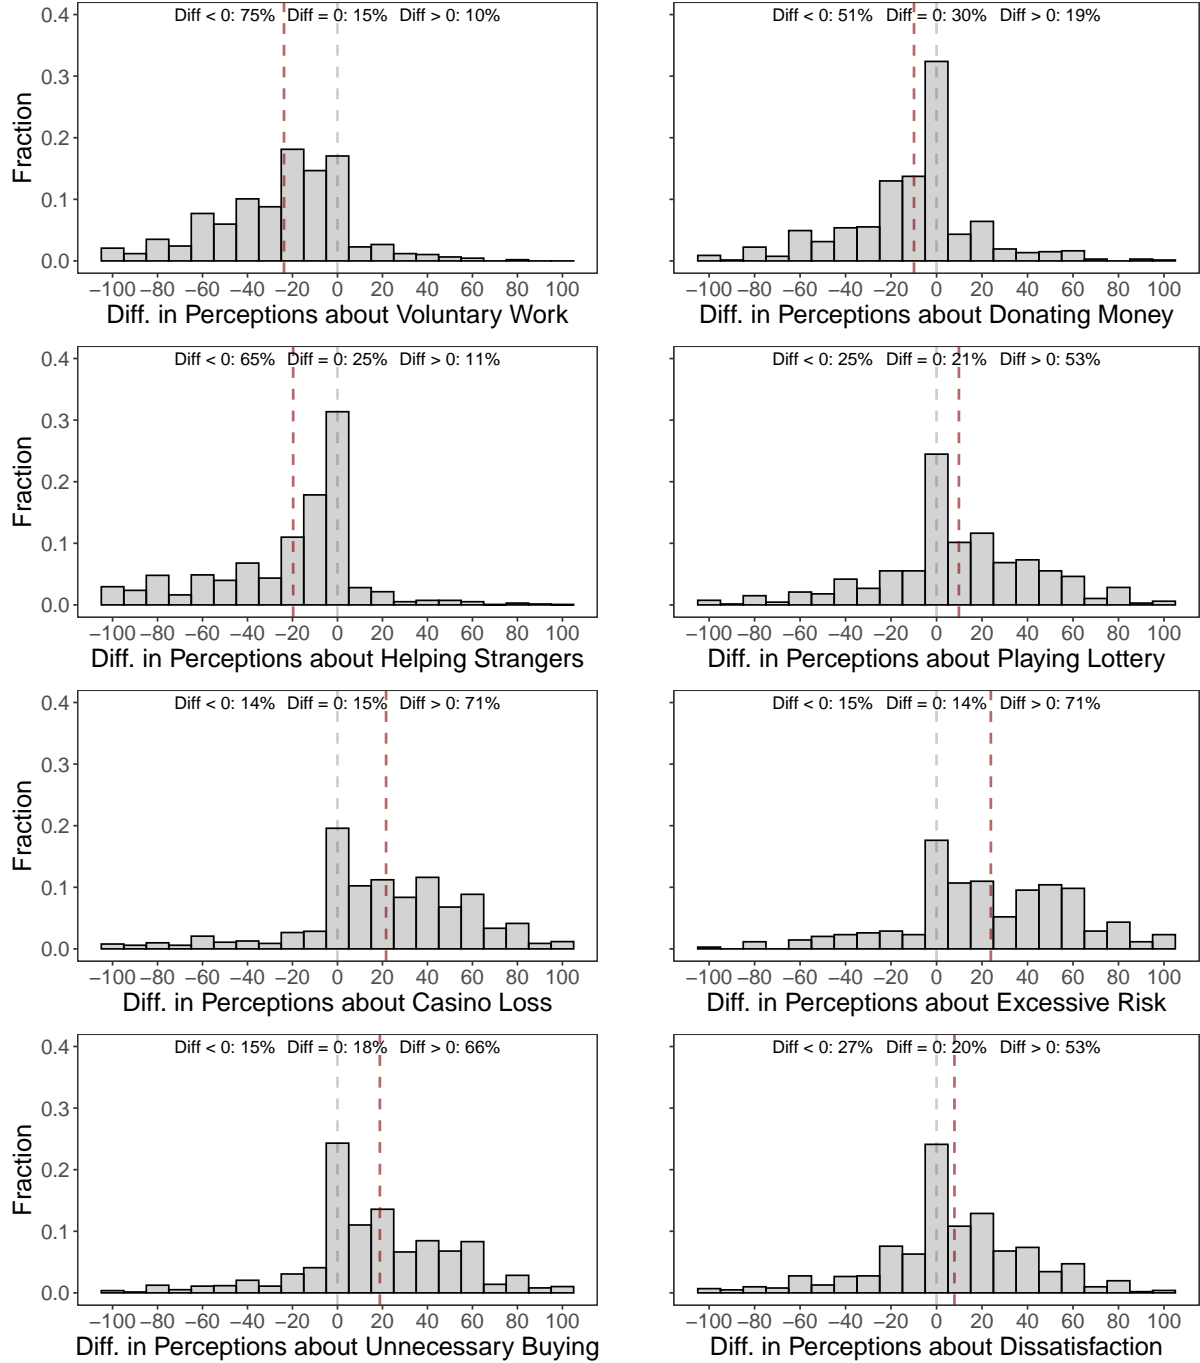 Diff < 0: 75% Diff = 0: 15% Diff > 0: 10%
0.4
0.3
0.2
0.1
0.0
Fraction
−100 −80 −60 −40 −20 0 20 40 60 80 100
Diff. in Perceptions about Voluntary Work
Diff < 0: 51% Diff = 0: 30% Diff > 0: 19%
−100 −80 −60 −40 −20 0 20 40 60 80 100
Diff. in Perceptions about Donating Money
Diff < 0: 65% Diff = 0: 25% Diff > 0: 11%
0.4
0.3
0.2
0.1
0.0
Fraction
−100 −80 −60 −40 −20 0 20 40 60 80 100
Diff. in Perceptions about Helping Strangers
Diff < 0: 25% Diff = 0: 21% Diff > 0: 53%
−100 −80 −60 −40 −20 0 20 40 60 80 100
Diff. in Perceptions about Playing Lottery
Diff < 0: 14% Diff = 0: 15% Diff > 0: 71%
0.4
0.3
0.2
0.1
0.0
Fraction
−100 −80 −60 −40 −20 0 20 40 60 80 100
Diff. in Perceptions about Casino Loss
Diff < 0: 15% Diff = 0: 14% Diff > 0: 71%
−100 −80 −60 −40 −20 0 20 40 60 80 100
Diff. in Perceptions about Excessive Risk
Diff < 0: 15% Diff = 0: 18% Diff > 0: 66%
0.4
0.3
0.2
0.1
0.0
Fraction
−100 −80 −60 −40 −20 0 20 40 60 80 100
Diff. in Perceptions about Unnecessary Buying
Diff < 0: 27% Diff = 0: 20% Diff > 0: 53%
−100 −80 −60 −40 −20 0 20 40 60 80 100
Diff. in Perceptions about Dissatisfaction